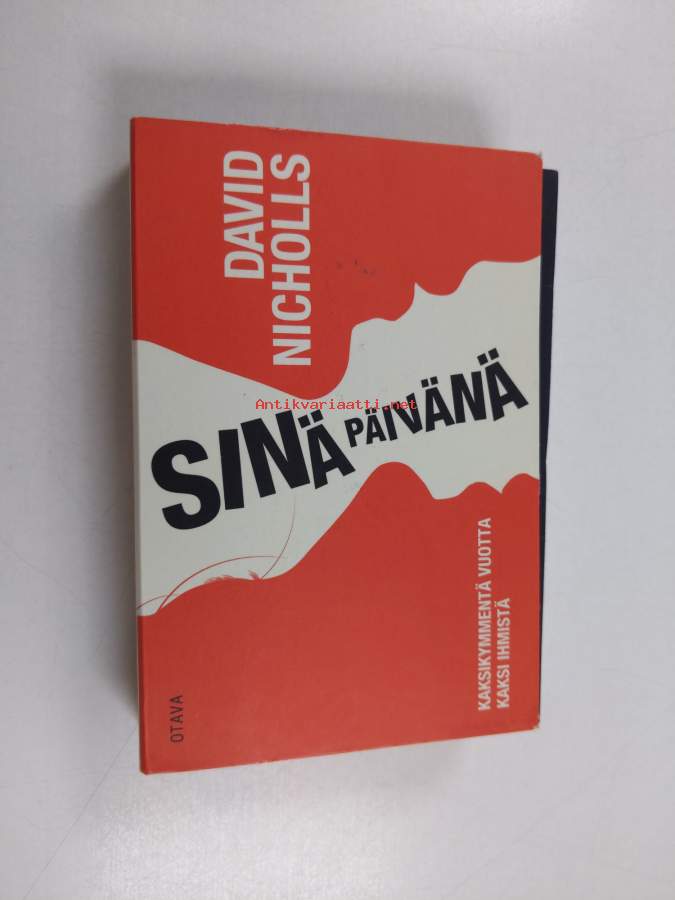 DAVID
NICHOLLS
SINÄ PÄIVÄNÄ
KAKSIKYMMENTÄ VUOTTA
KAKSI IHMISTÄ
OTAVA
Antikvariaatti.net